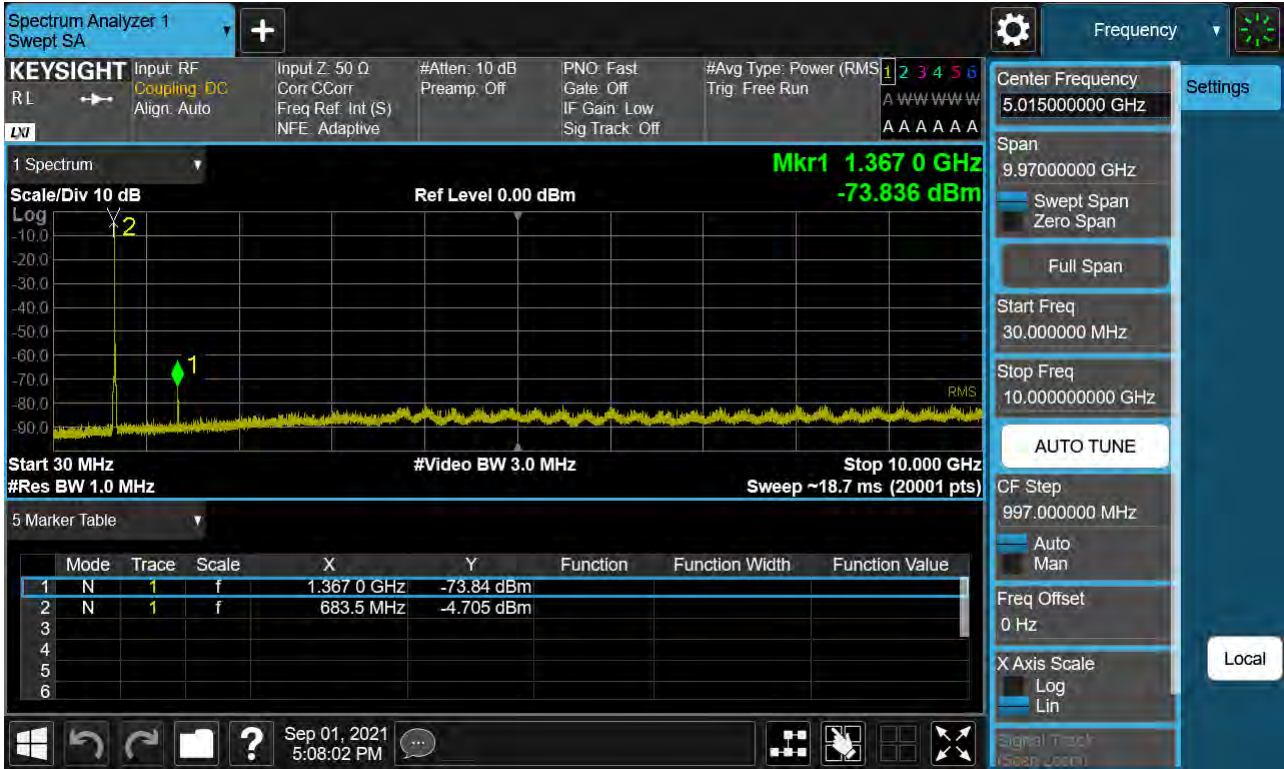 Spectrum Analyzer 1
Swept SA
Frequency
KEYSIGHT
R L
LXI
Input: RF
Coupling: DC
Align: Auto
Input Z: 50 Ω
Corr CCorr
Freq Ref: Int (S)
NFE: Adaptive
#Atten: 10 dB
Preamp: Off
PNO: Fast
Gate: Off
IF Gain: Low
Sig Track: Off
#Avg Type: Power (RMS
Trig: Free Run
1 2 3 4 5 6
A W W W W W
A A A A A A
1 Spectrum
Mkr1 1.367 0 GHz
Scale/Div 10 dB
Ref Level 0.00 dBm
-73.836 dBm
Log
-10.0
-20.0
-30.0
-40.0
-50.0
-60.0
-70.0
-80.0
-90.0
2
1
RMS
Start 30 MHz
#Video BW 3.0 MHz
Stop 10.000 GHz
#Res BW 1.0 MHz
Sweep ~18.7 ms (20001 pts)
5 Marker Table
Mode Trace Scale X Y Function Function Width Function Value
1 N 1 f 1.367 0 GHz -73.84 dBm
2 N 1 f 683.5 MHz -4.705 dBm
3
4
5
6
Center Frequency
5.015000000 GHz
Settings
Span
9.97000000 GHz
Swept Span
Zero Span
Full Span
Start Freq
30.000000 MHz
Stop Freq
10.000000000 GHz
AUTO TUNE
CF Step
997.000000 MHz
Auto
Man
Freq Offset
0 Hz
X Axis Scale
Log
Lin
Local
Signal Track
(Span Zoom)
?
Sep 01, 2021
5:08:02 PM